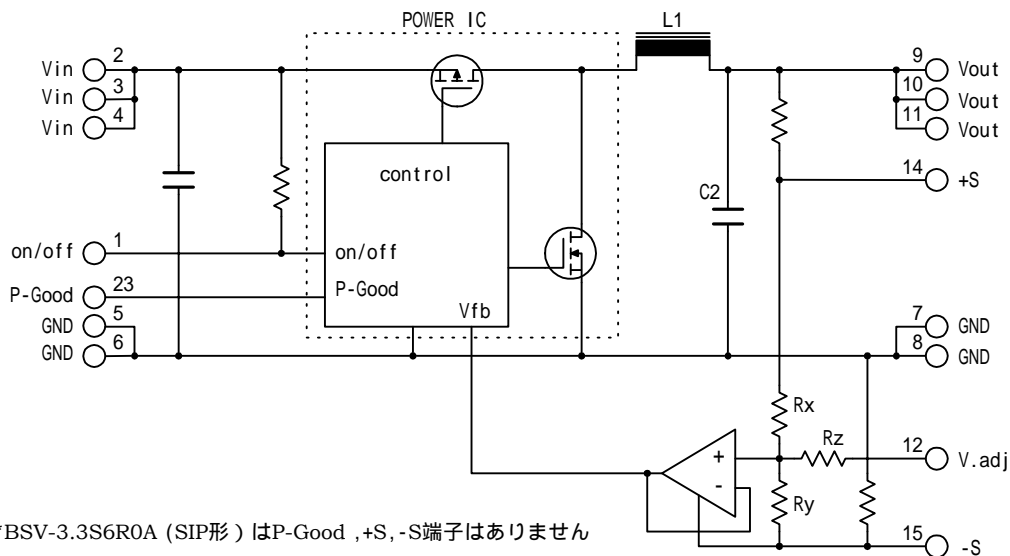 POWER IC
L1
Vin 2
Vin 3
Vin 4
9 Vout
10 Vout
11 Vout
control
14 +S
C2
on/off 1
on/off
P-Good 23
P-Good
Vfb
GND 5
GND 6
7 GND
8 GND
Rx
Rz
12 V.adj
+
-
Ry
15 -S
*BSV-3.3S6R0A (SIP形 ) はP-Good ,+S, -S端子はありません